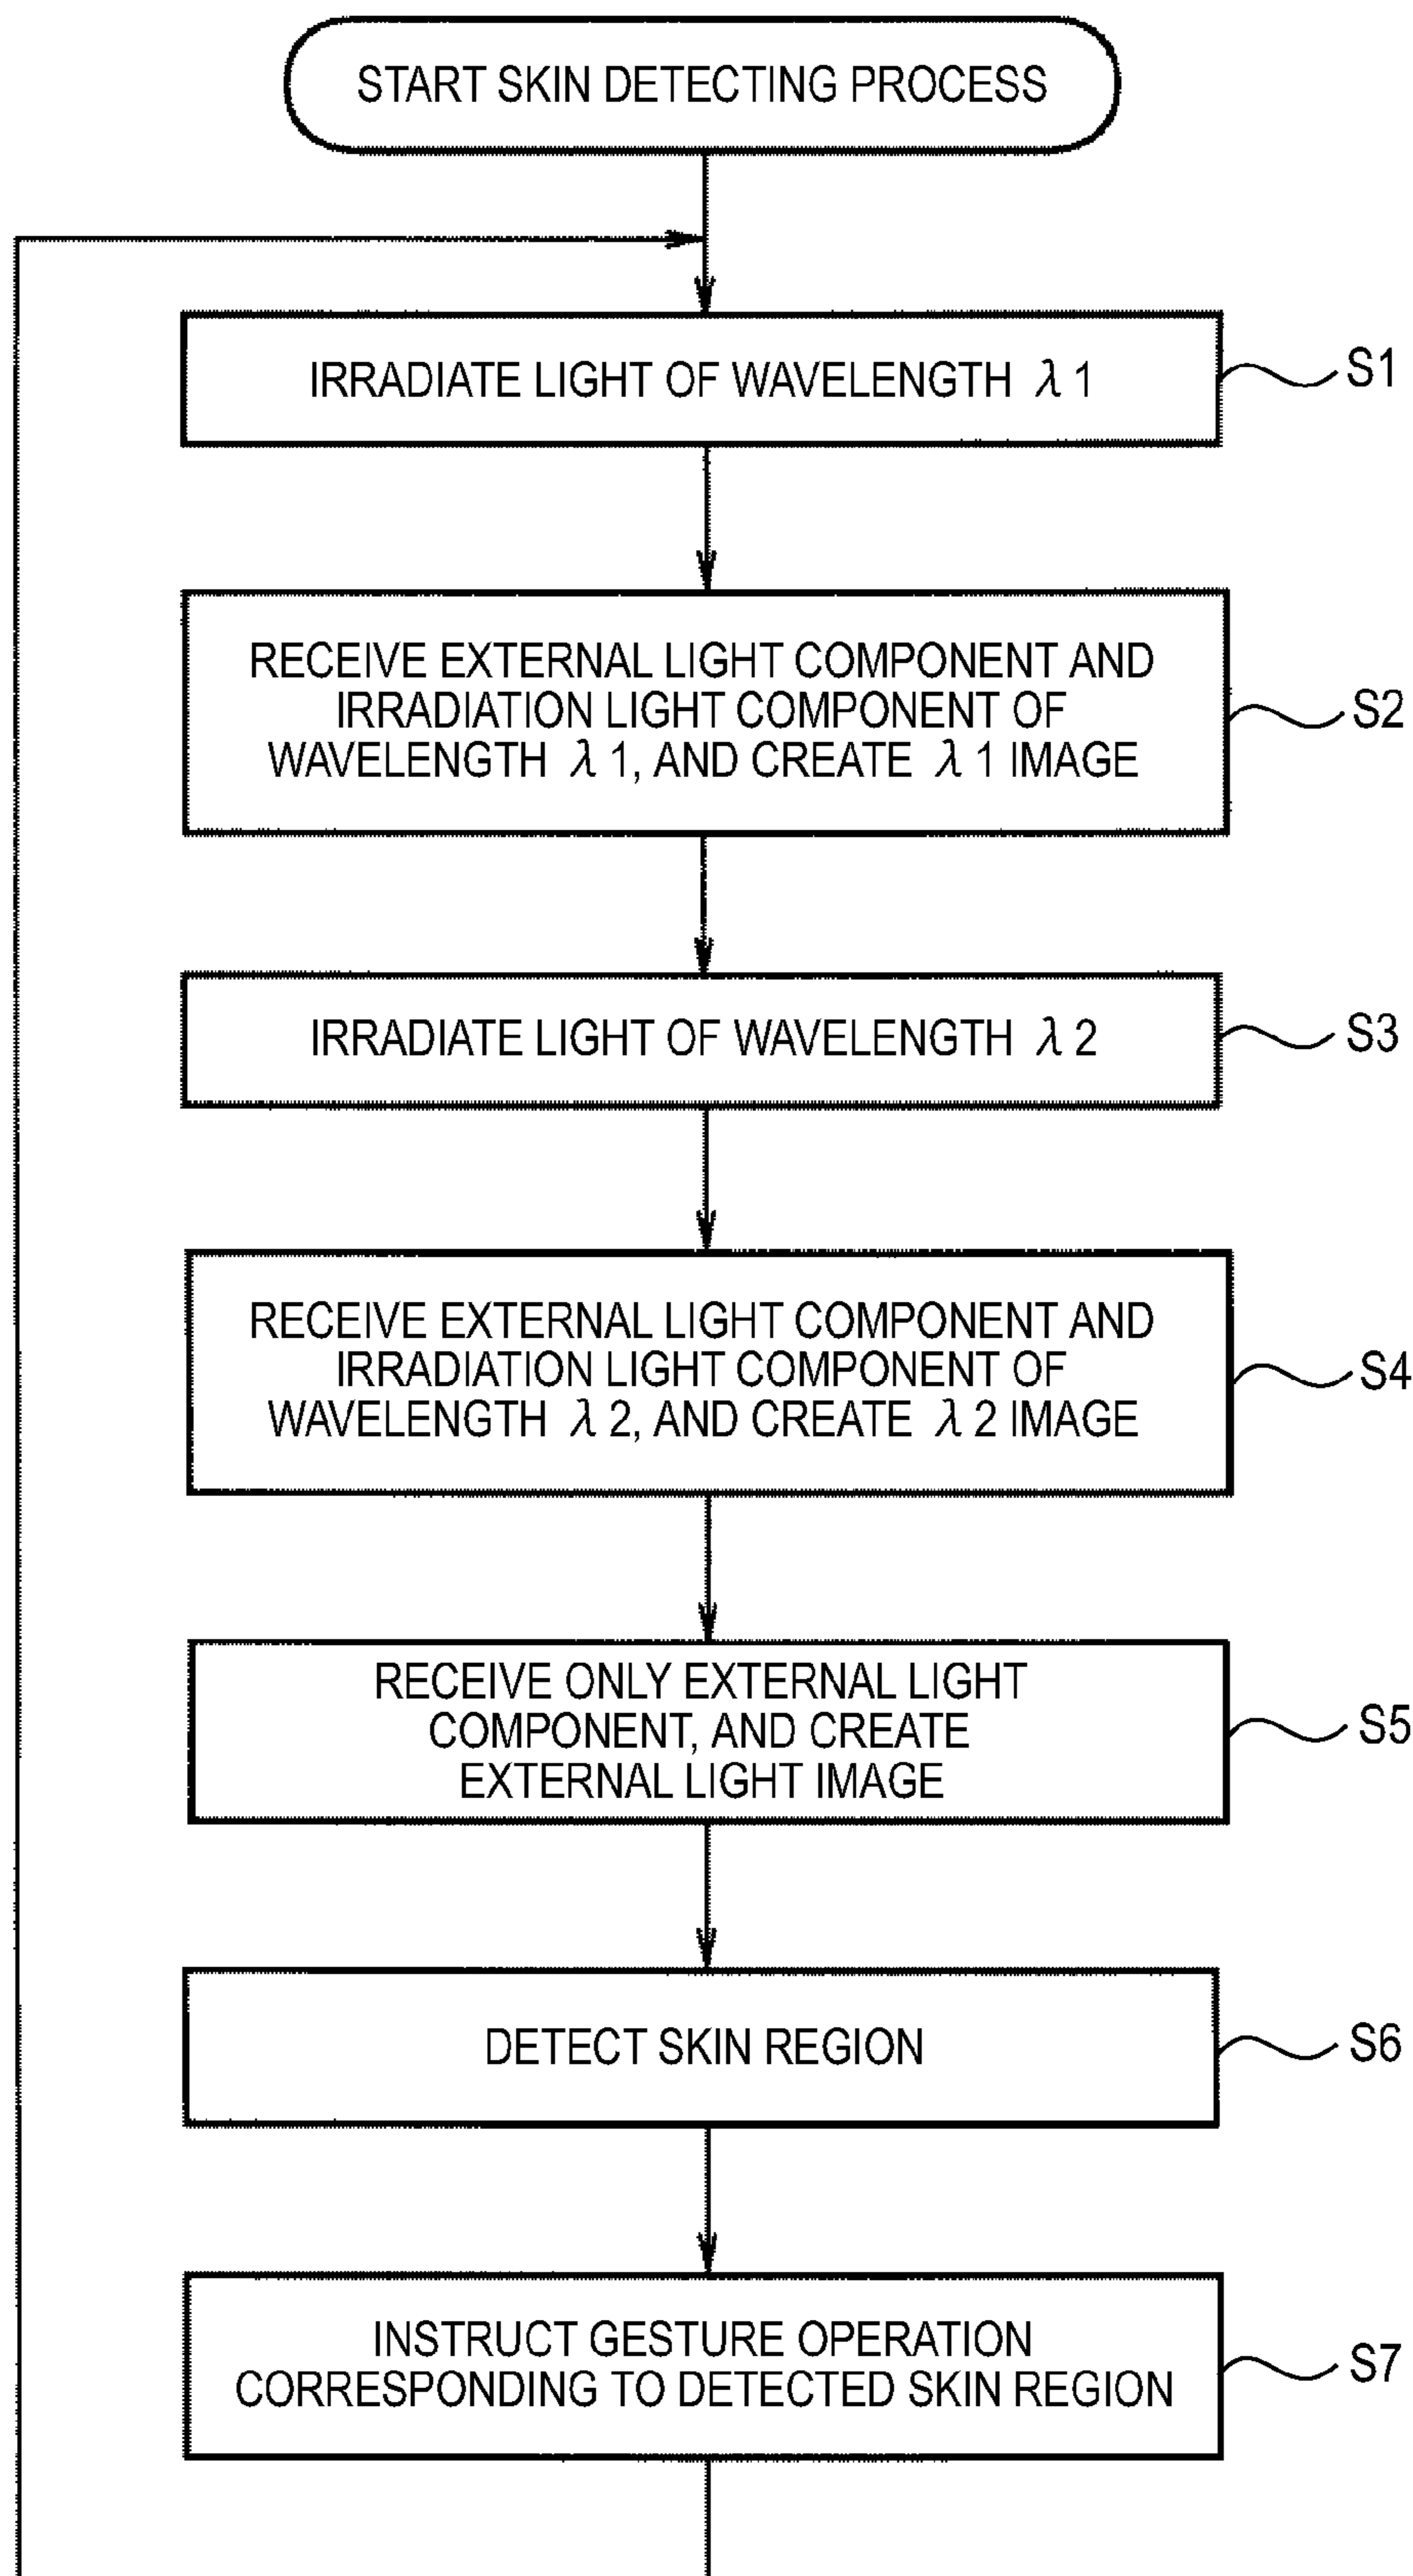 START SKIN DETECTING PROCESS
IRRADIATE LIGHT OF WAVELENGTH λ1
S1
RECEIVE EXTERNAL LIGHT COMPONENT AND
IRRADIATION LIGHT COMPONENT OF
WAVELENGTH λ1, AND CREATE λ1 IMAGE
S2
IRRADIATE LIGHT OF WAVELENGTH λ2
S3
RECEIVE EXTERNAL LIGHT COMPONENT AND
IRRADIATION LIGHT COMPONENT OF
WAVELENGTH λ2, AND CREATE λ2 IMAGE
S4
RECEIVE ONLY EXTERNAL LIGHT
COMPONENT, AND CREATE
EXTERNAL LIGHT IMAGE
S5
DETECT SKIN REGION
S6
INSTRUCT GESTURE OPERATION
CORRESPONDING TO DETECTED SKIN REGION
S7